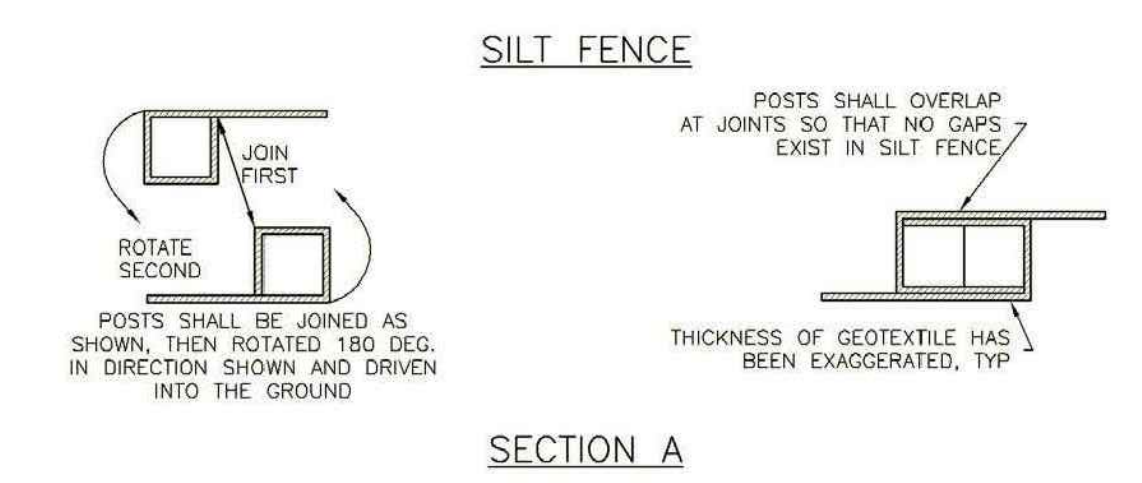 SILT FENCE
JOIN
FIRST
ROTATE
SECOND
POSTS SHALL BE JOINED AS
SHOWN, THEN ROTATED 180 DEG.
IN DIRECTION SHOWN AND DRIVEN
INTO THE GROUND
POSTS SHALL OVERLAP
AT JOINTS SO THAT NO GAPS
EXIST IN SILT FENCE
THICKNESS OF GEOTEXTILE HAS
BEEN EXAGGERATED, TYP
SECTION A